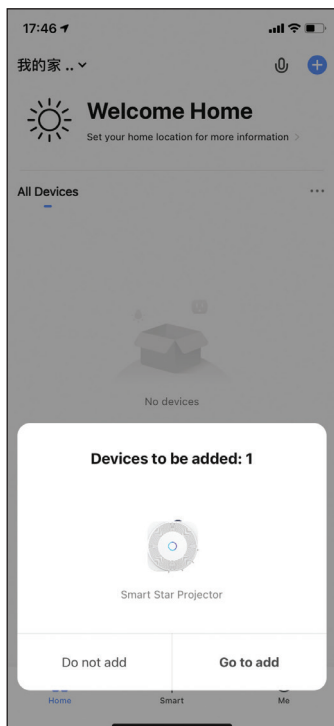 17:46
我的家 ..
Welcome Home
Set your home location for more information
All Devices
...
No devices
Devices to be added: 1
Smart Star Projector
Do not add
Go to add
Home
Smart
Me